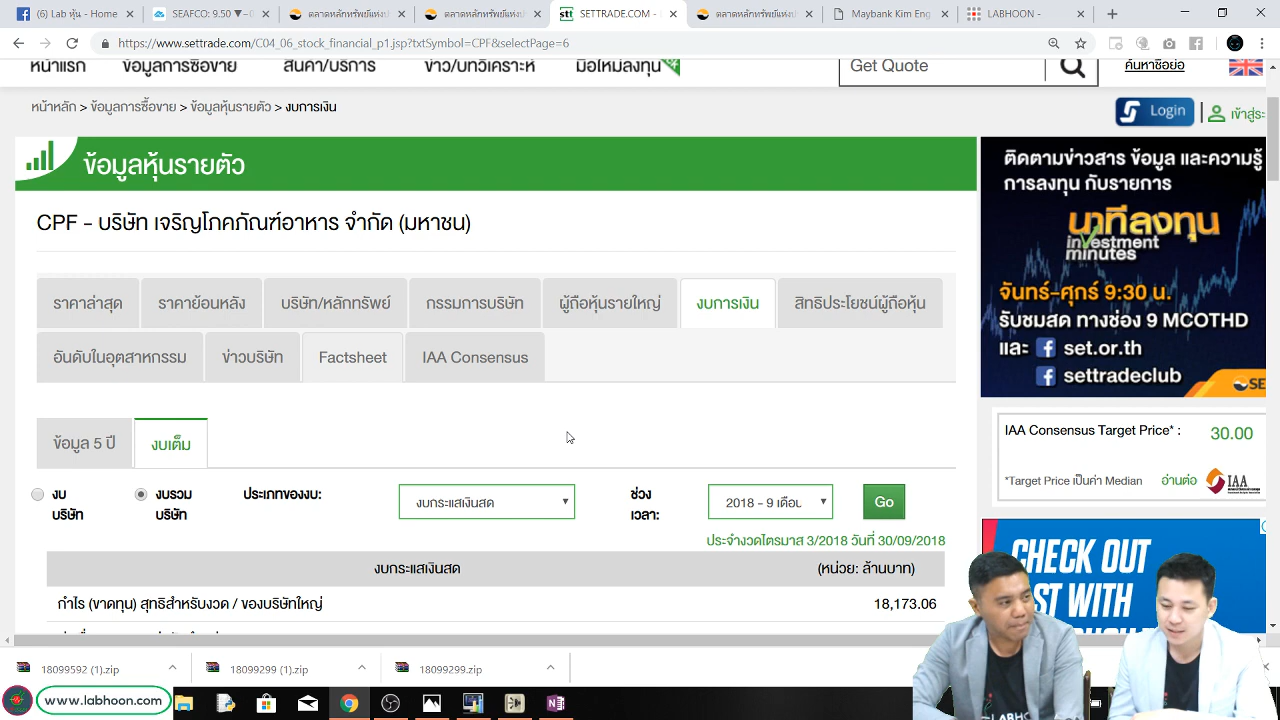 (6) Lab หุ้น - Home
SEAFCO: 9.50 ▼-0
ตลาดหลักทรัพย์แห่งป
ตลาดหลักทรัพย์แห่งป
SETTRADE.COM -
ตลาดหลักทรัพย์แห่งป
Maybank Kim Eng
LABHOON -
https://www.settrade.com/C04_06_stock_financial_p1.jsp?txtSymbol=CPF&selectPage=6
หน้าแรก ข้อมูลการซื้อขาย สินค้า/บริการ ข่าว/บทวิเคราะห์ มือใหม่ลงทุน
Get Quote ค้นหาชื่อย่อ
หน้าหลัก > ข้อมูลการซื้อขาย > ข้อมูลหุ้นรายตัว > งบการเงิน
Login
เข้าสู่ระ
ข้อมูลหุ้นรายตัว
CPF - บริษัท เจริญโภคภัณฑ์อาหาร จำกัด (มหาชน)
ราคาล่าสุด ราคาย้อนหลัง บริษัท/หลักทรัพย์ กรรมการบริษัท ผู้ถือหุ้นรายใหญ่ งบการเงิน สิทธิประโยชน์ผู้ถือหุ้น
อันดับในอุตสาหกรรม ข่าวบริษัท Factsheet IAA Consensus
ติดตามข่าวสาร ข้อมูล และความรู้
การลงทุน กับรายการ
นาทีลงทุน
investment
minutes
จันทร์-ศุกร์ 9:30 น.
รับชมสด ทางช่อง 9 MCOTHD
และ set.or.th
settradeclub
SE
ข้อมูล 5 ปี งบเต็ม
IAA Consensus Target Price* : 30.00
*Target Price เป็นค่า Median อ่านต่อ IAA
งบ
บริษัท
งบรวม
บริษัท
ประเภทของงบ:
งบกระแสเงินสด
ช่วง
เวลา:
2018 - 9 เดือน
Go
ประจำงวดไตรมาส 3/2018 วันที่ 30/09/2018
งบกระแสเงินสด (หน่วย: ล้านบาท)
กำไร (ขาดทุน) สุทธิสำหรับงวด / ของบริษัทใหญ่ 18,173.06
CHECK OUT
ST WITH
18099592 (1).zip
18099299 (1).zip
18099299.zip
www.labhoon.com